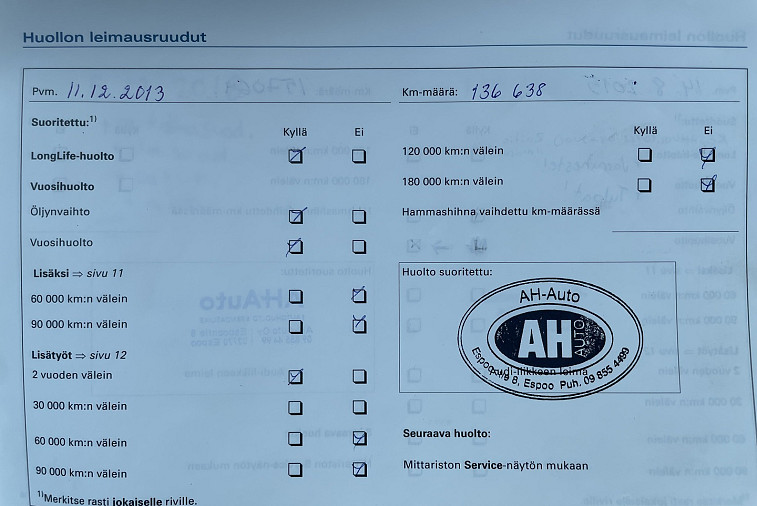 Huollon leimausruudut
Pvm. 11.12.2013
Km-määrä: 136 638
Suoritettu:1)
Kyllä Ei
LongLife-huolto
Vuosihuolto
Öljynvaihto
Vuosihuolto
Lisäksi ⇒ sivu 11
60 000 km:n välein
90 000 km:n välein
Lisätyöt ⇒ sivu 12
2 vuoden välein
30 000 km:n välein
60 000 km:n välein
90 000 km:n välein
1)Merkitse rasti jokaiselle riville.
Kyllä Ei
120 000 km:n välein
180 000 km:n välein
Hammashihna vaihdettu km-määrässä
Huolto suoritettu:
AH-Auto
AH AUTO
8, Espoo Puh. 09 855 4499
Audi-liikkeen leima
Seuraava huolto:
Mittariston Service-näytön mukaan